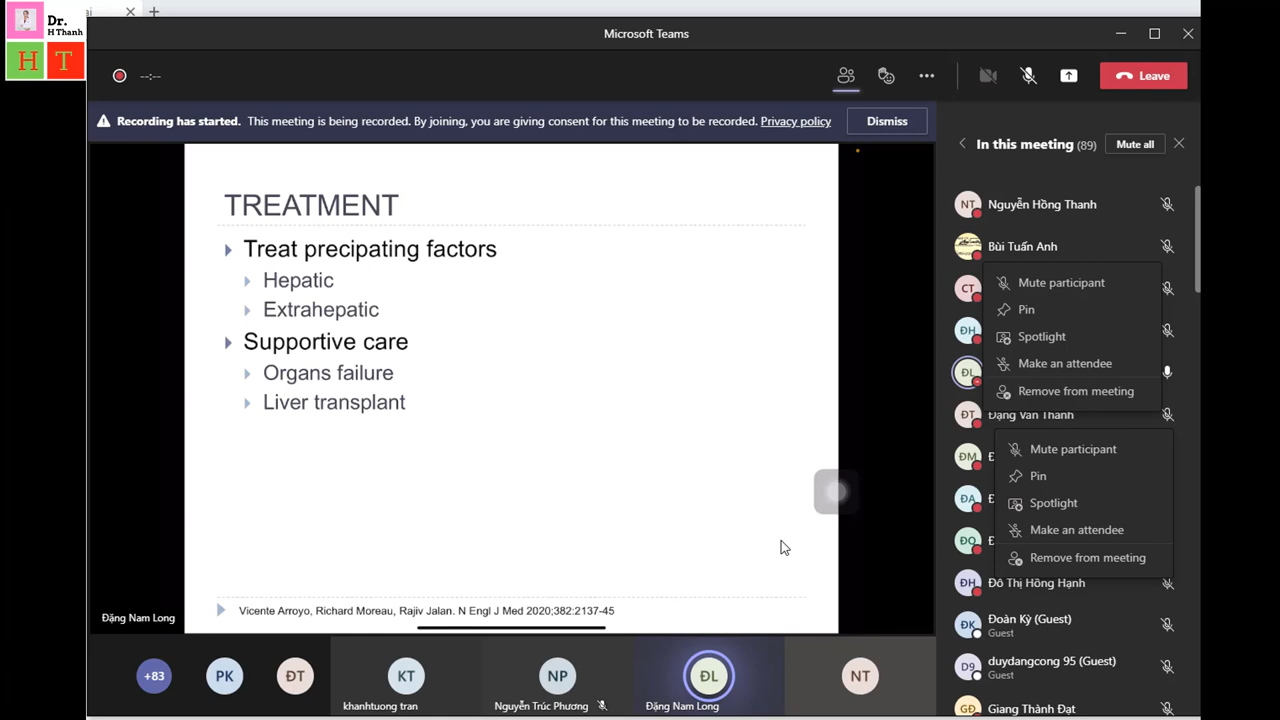 Dr.
H Thanh
H T
ai
Microsoft Teams
--:--
Leave
Recording has started. This meeting is being recorded. By joining, you are giving consent for this meeting to be recorded. Privacy policy
Dismiss
In this meeting (89)
Mute all
TREATMENT
Treat precipating factors
Hepatic
Extrahepatic
Supportive care
Organs failure
Liver transplant
Vicente Arroyo, Richard Moreau, Rajiv Jalan. N Engl J Med 2020;382:2137-45
Đặng Nam Long
NT Nguyễn Hồng Thanh
Bùi Tuấn Anh
CT
ĐH
ĐL
Mute participant
Pin
Spotlight
Make an attendee
Remove from meeting
ĐT Đặng Văn Thành
ĐM
ĐA
ĐQ
Mute participant
Pin
Spotlight
Make an attendee
Remove from meeting
ĐH Đỗ Thị Hồng Hạnh
ĐK Đoàn Kỳ (Guest)
Guest
D9 duydangcong 95 (Guest)
Guest
GĐ Giang Thành Đạt
+83
PK
ĐT
KT
khanhtuong tran
NP
Nguyễn Trúc Phương
ĐL
Đặng Nam Long
NT